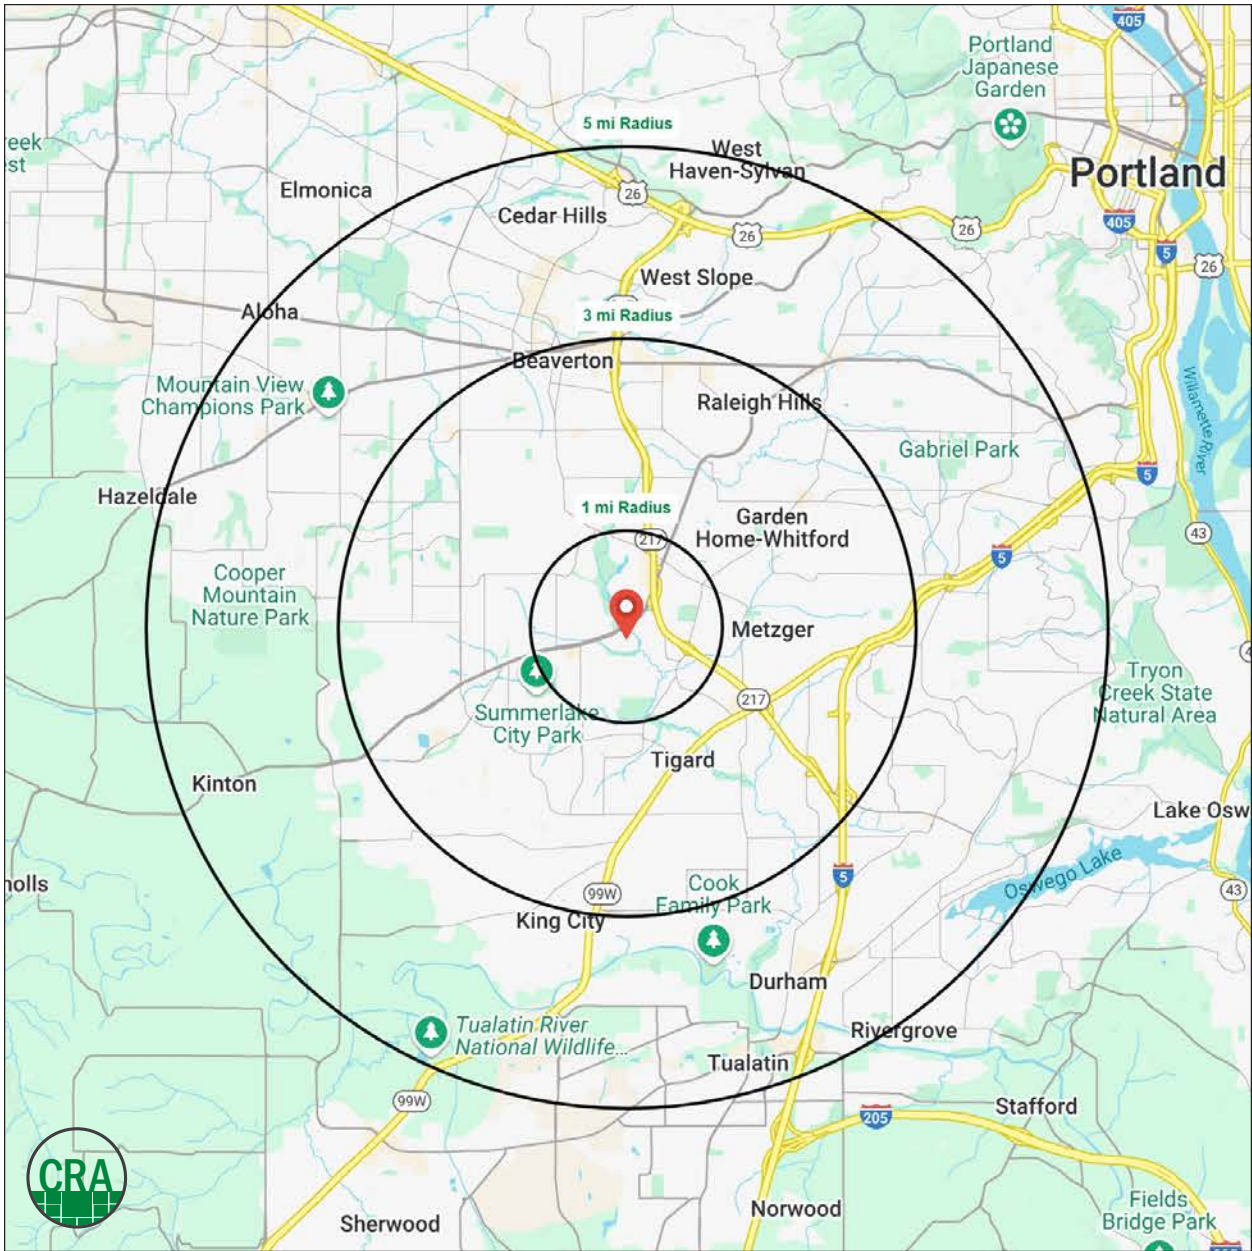 405
Portland
Japanese
Garden
5 mi Radius
West
Haven-Sylvan
Portland
Elmonica
26
Cedar Hills
405
26
26
5
26
West Slope
Aloha
3 mi Radius
Beaverton
Mountain View
Champions Park
Raleigh Hills
Willamette River
Gabriel Park
5
Hazeldale
1 mi Radius
Garden
Home-Whitford
217
43
5
Cooper
Mountain
Nature Park
Metzger
Tryon
Creek State
Natural Area
217
Summerlake
City Park
Tigard
Kinton
Lake Osw
5
Oswego Lake
Cook
Family Park
99W
43
King City
Durham
Tualatin River
National Wildlife...
Rivergrove
Tualatin
99W
Stafford
205
CRA
Fields
Bridge Park
Norwood
Sherwood